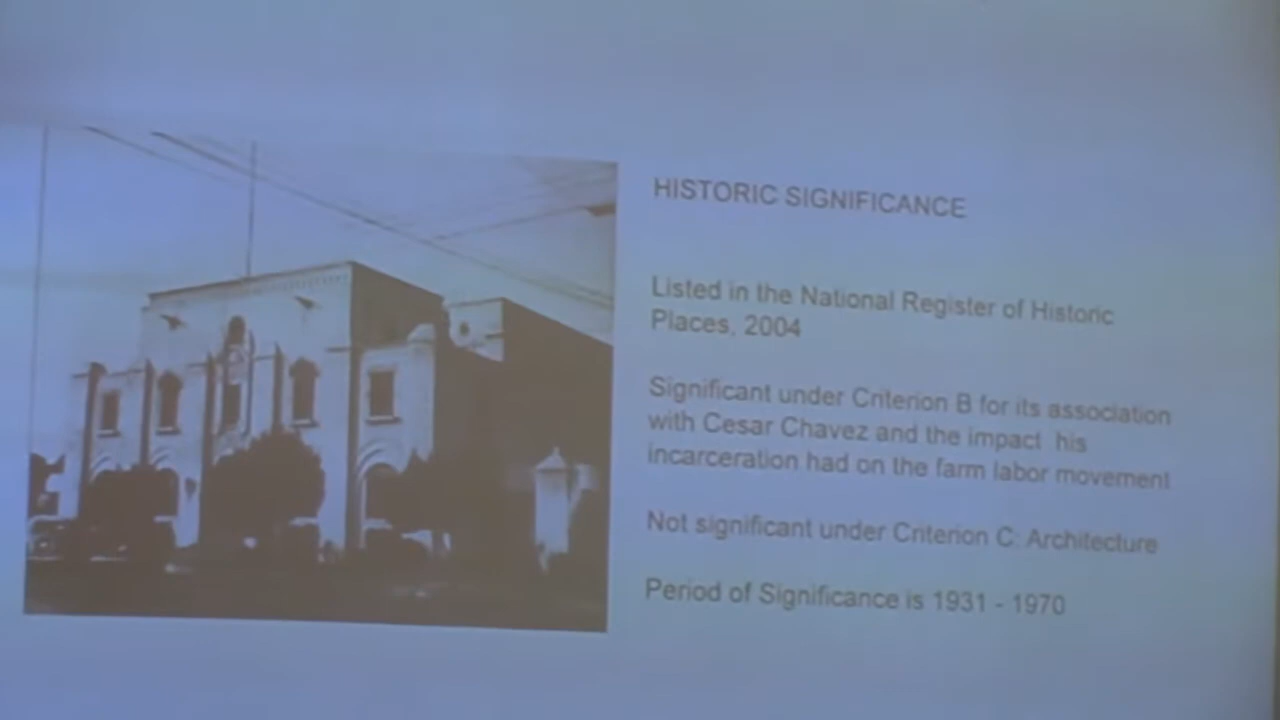 HISTORIC SIGNIFICANCE
Listed in the National Register of Historic
Places, 2004
Significant under Criterion B for its association
with Cesar Chavez and the impact his
incarceration had on the farm labor movement
Not significant under Criterion C: Architecture
Period of Significance is 1931 - 1970